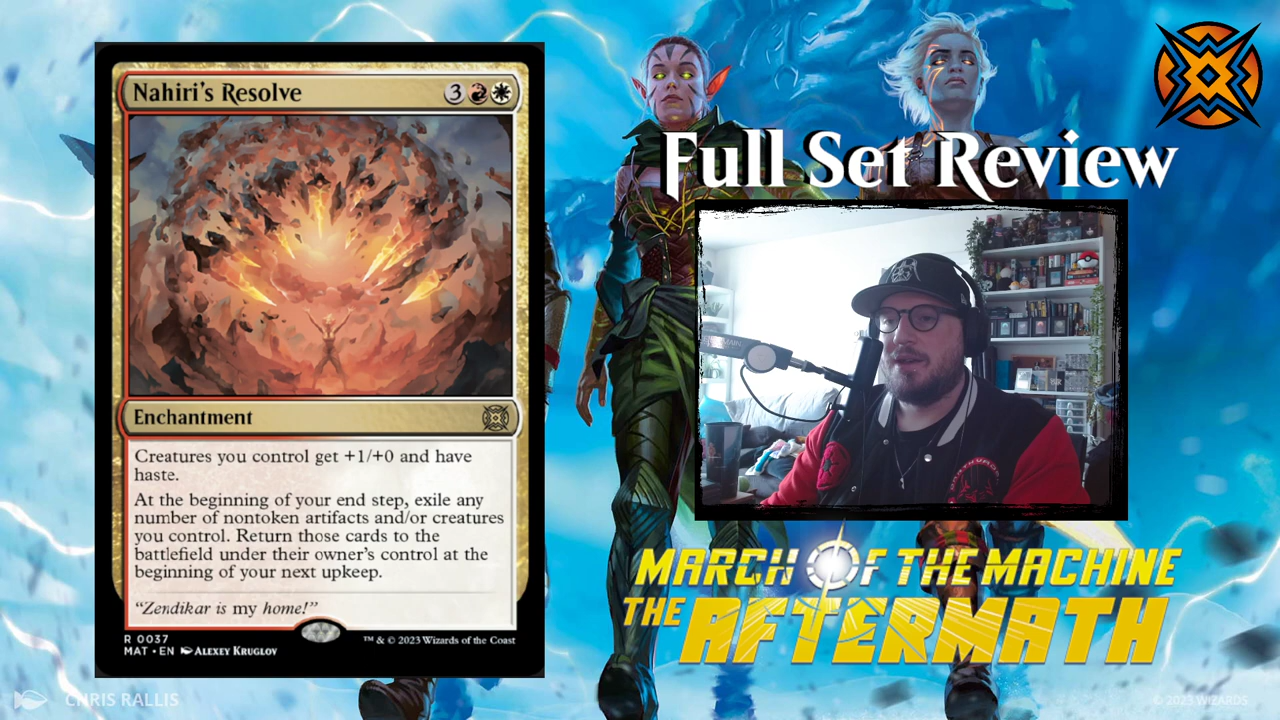 Nahiri's Resolve
3
Full Set Review
Enchantment
Creatures you control get +1/+0 and have
haste.
At the beginning of your end step, exile any
number of nontoken artifacts and/or creatures
you control. Return those cards to the
battlefield under their owner's control at the
beginning of your next upkeep.
"Zendikar is my home!"
R 0037
MAT • EN ALEXEY KRUGLOV
™ & © 2023 Wizards of the Coast
MARCH OF THE MACHINE
THE AFTERMATH
CHRIS RALLIS
© 2023 WIZARDS